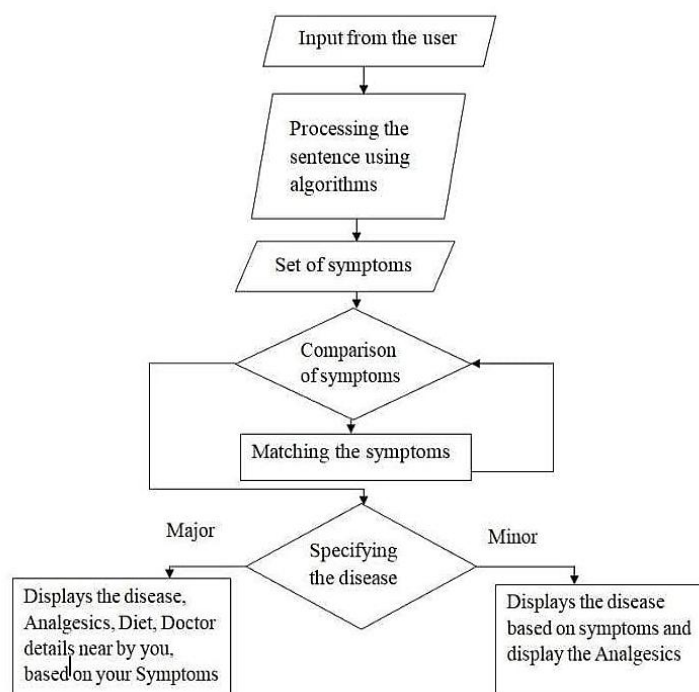 Input from the user
Processing the
sentence using
algorithms
Set of symptoms
Comparison
of symptoms
Matching the symptoms
Major
Minor
Specifying
the disease
Displays the disease,
Analgesics, Diet, Doctor
details near by you,
based on your Symptoms
Displays the disease
based on symptoms and
display the Analgesics